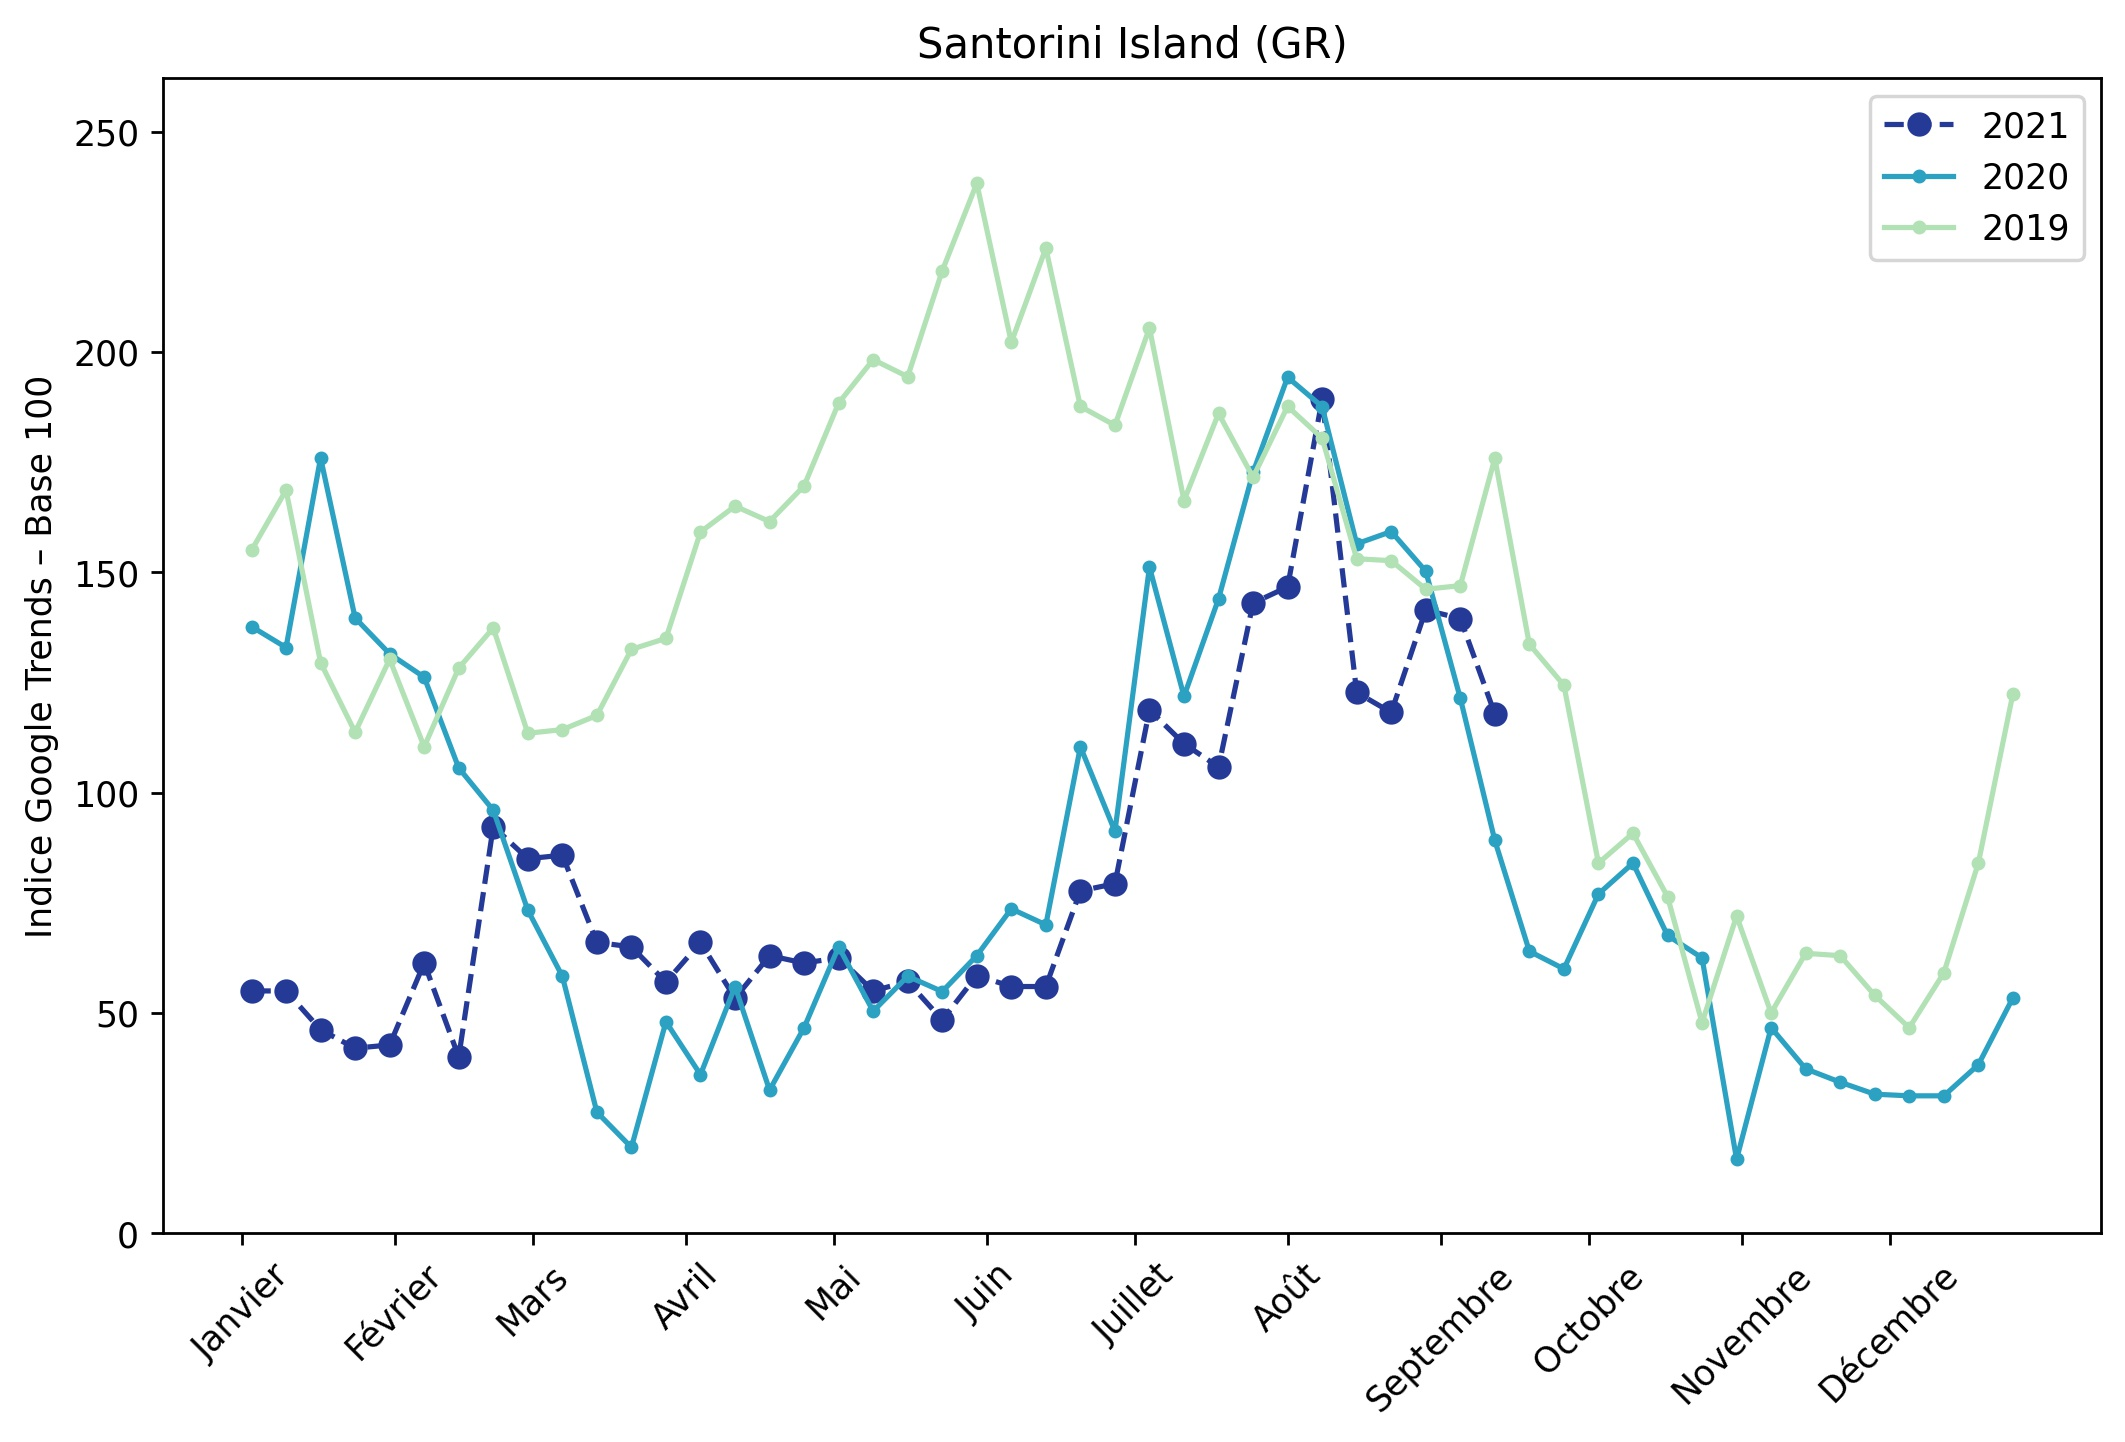 Santorini Island (GR)
Indice Google Trends – Base 100
250
200
150
100
50
0
2021
2020
2019
Janvier
Février
Mars
Avril
Mai
Juin
Juillet
Août
Septembre
Octobre
Novembre
Décembre